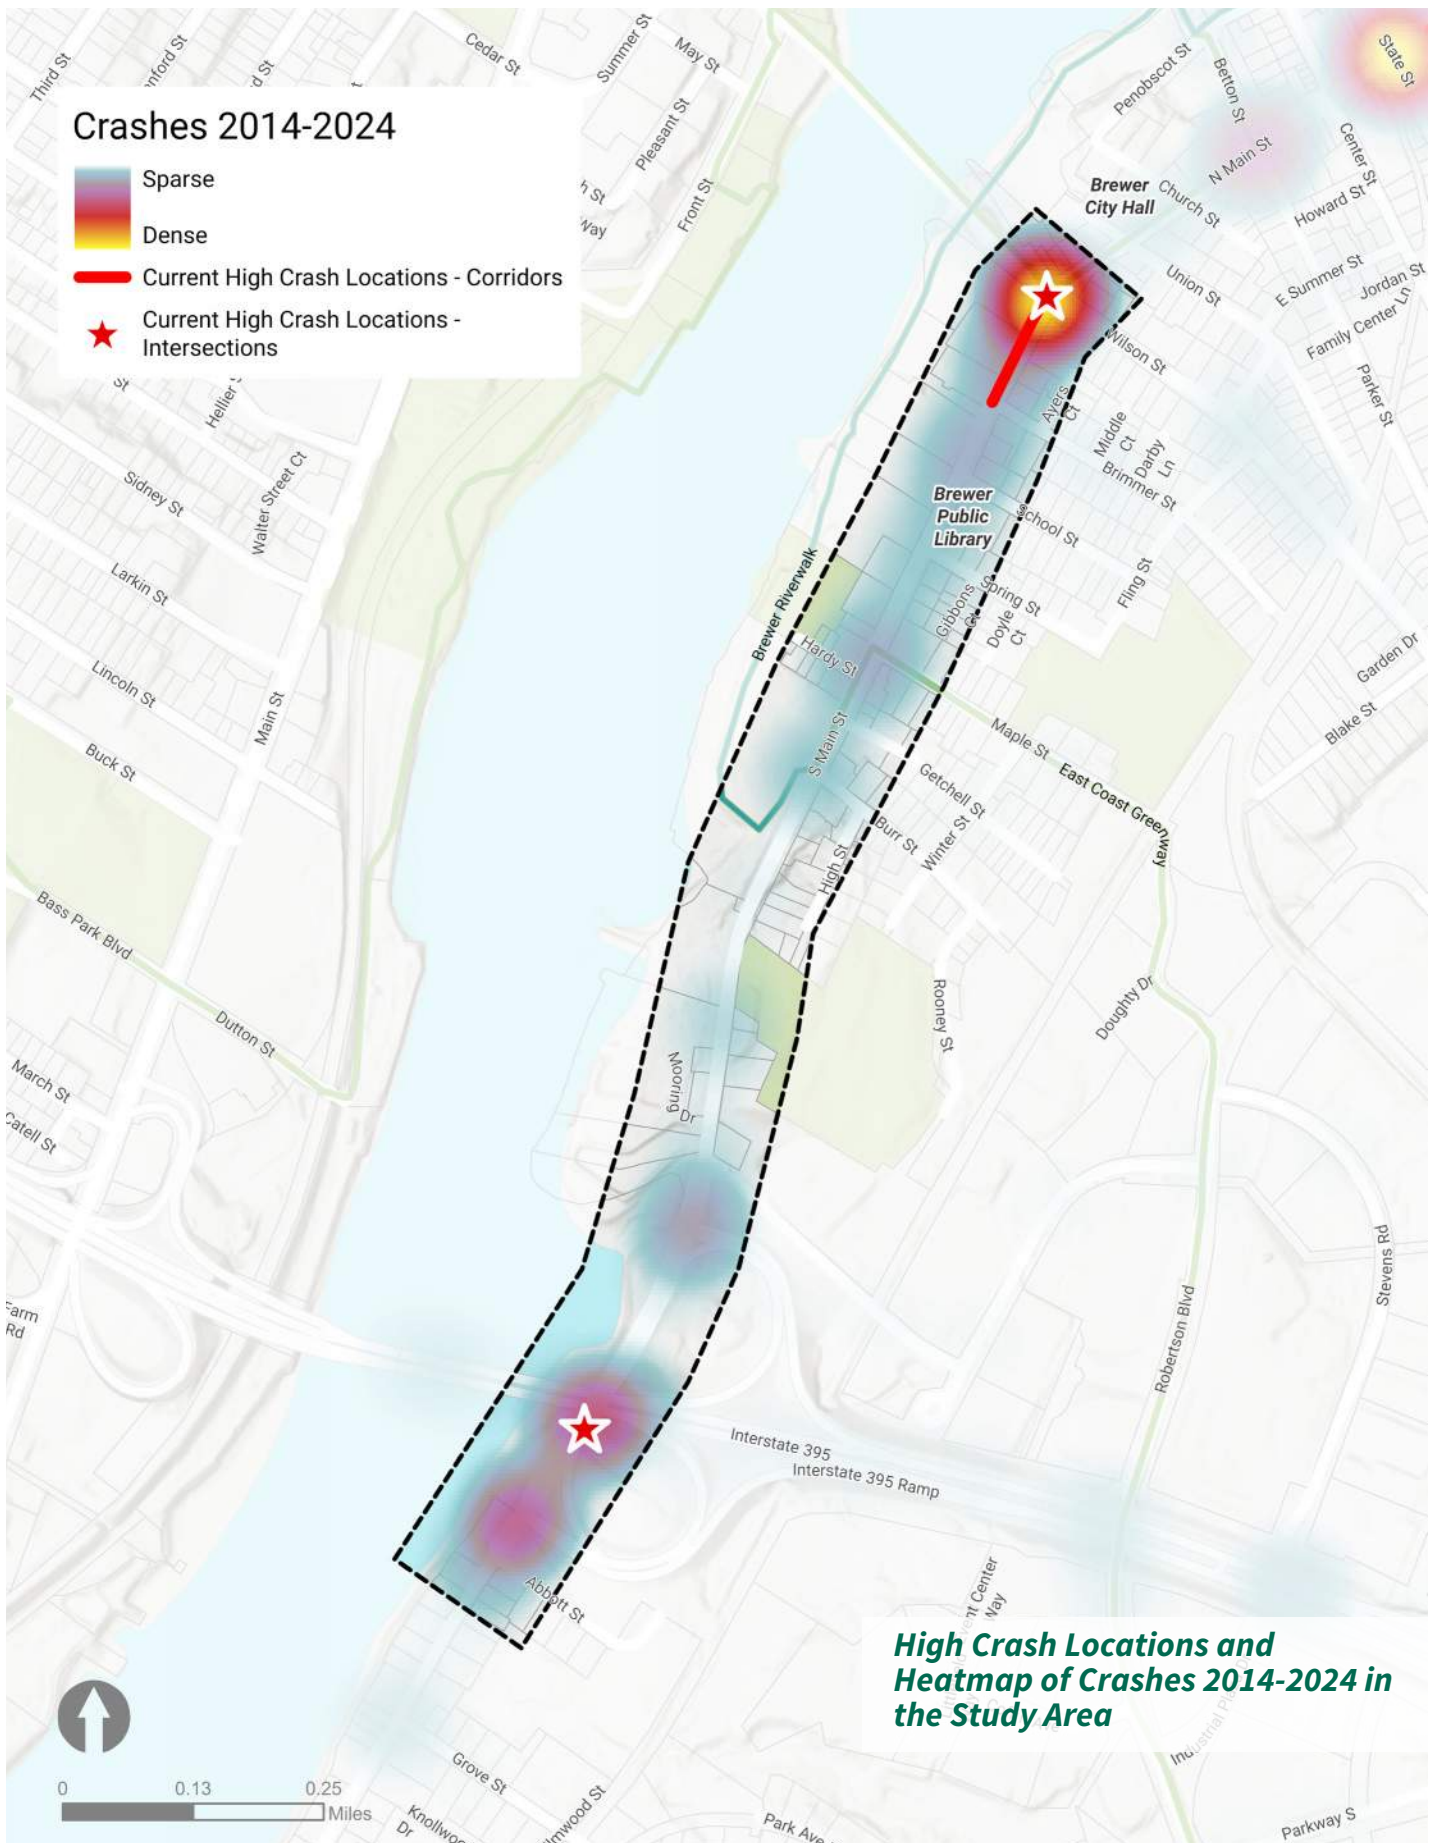 Third St
Cedar St
Summer St
May St
Pleasant St
Front St
Way
Penobscot St
Betton St
State St
N Main St
Center St
Howard St
Church St
Brewer
City Hall
Crashes 2014-2024
Sparse
Dense
Current High Crash Locations - Corridors
Current High Crash Locations -
Intersections
Union St
E Summer St
Jordan St
Family Center Ln
Parker St
Wilson St
Ayers
Ct
Middle
Ct
Darby
Ln
Brimmer St
Brewer
Public
Library
School St
Spring St
Fling St
Gibbons
Ct
Doyle
Ct
Hellier
St
Sidney St
Walter Street Ct
Larkin St
Lincoln St
Main St
Buck St
Brewer Riverwalk
Hardy St
S Main St
Maple St
East Coast Greenway
Garden Dr
Blake St
Getchell St
Burr St
Winter St
High St
Bass Park Blvd
Dutton St
March St
Catell St
Rooney St
Doughty Dr
Mooring
Dr
Farm
Rd
Stevens Rd
Robertson Blvd
Interstate 395
Interstate 395 Ramp
Abbott St
Center
Way
High Crash Locations and
Heatmap of Crashes 2014-2024 in
the Study Area
Grove St
Park Ave
Parkway S
0
0.13
0.25
Miles